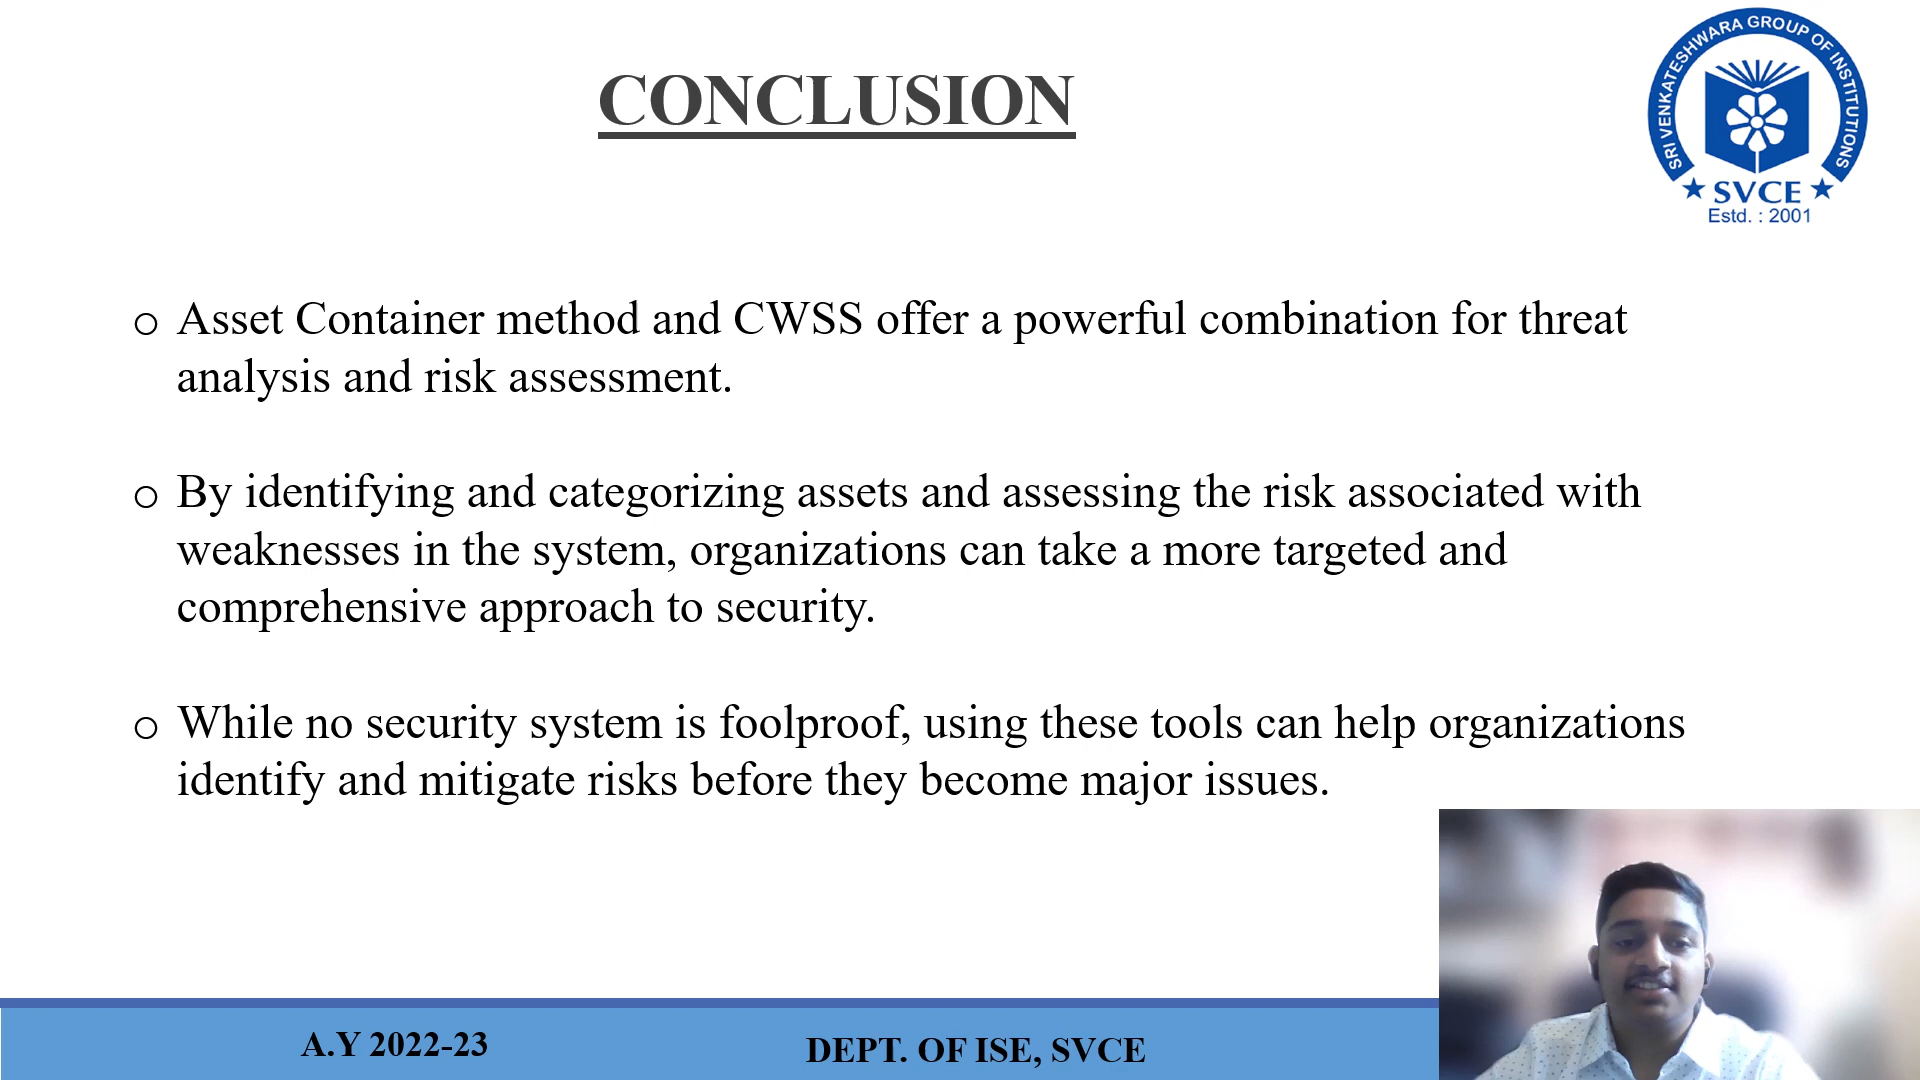 CONCLUSION
SRI VENKATESHWARA GROUP OF INSTITUTIONS
SVCE
Estd. : 2001
o Asset Container method and CWSS offer a powerful combination for threat
analysis and risk assessment.
o By identifying and categorizing assets and assessing the risk associated with
weaknesses in the system, organizations can take a more targeted and
comprehensive approach to security.
o While no security system is foolproof, using these tools can help organizations
identify and mitigate risks before they become major issues.
A.Y 2022-23
DEPT. OF ISE, SVCE